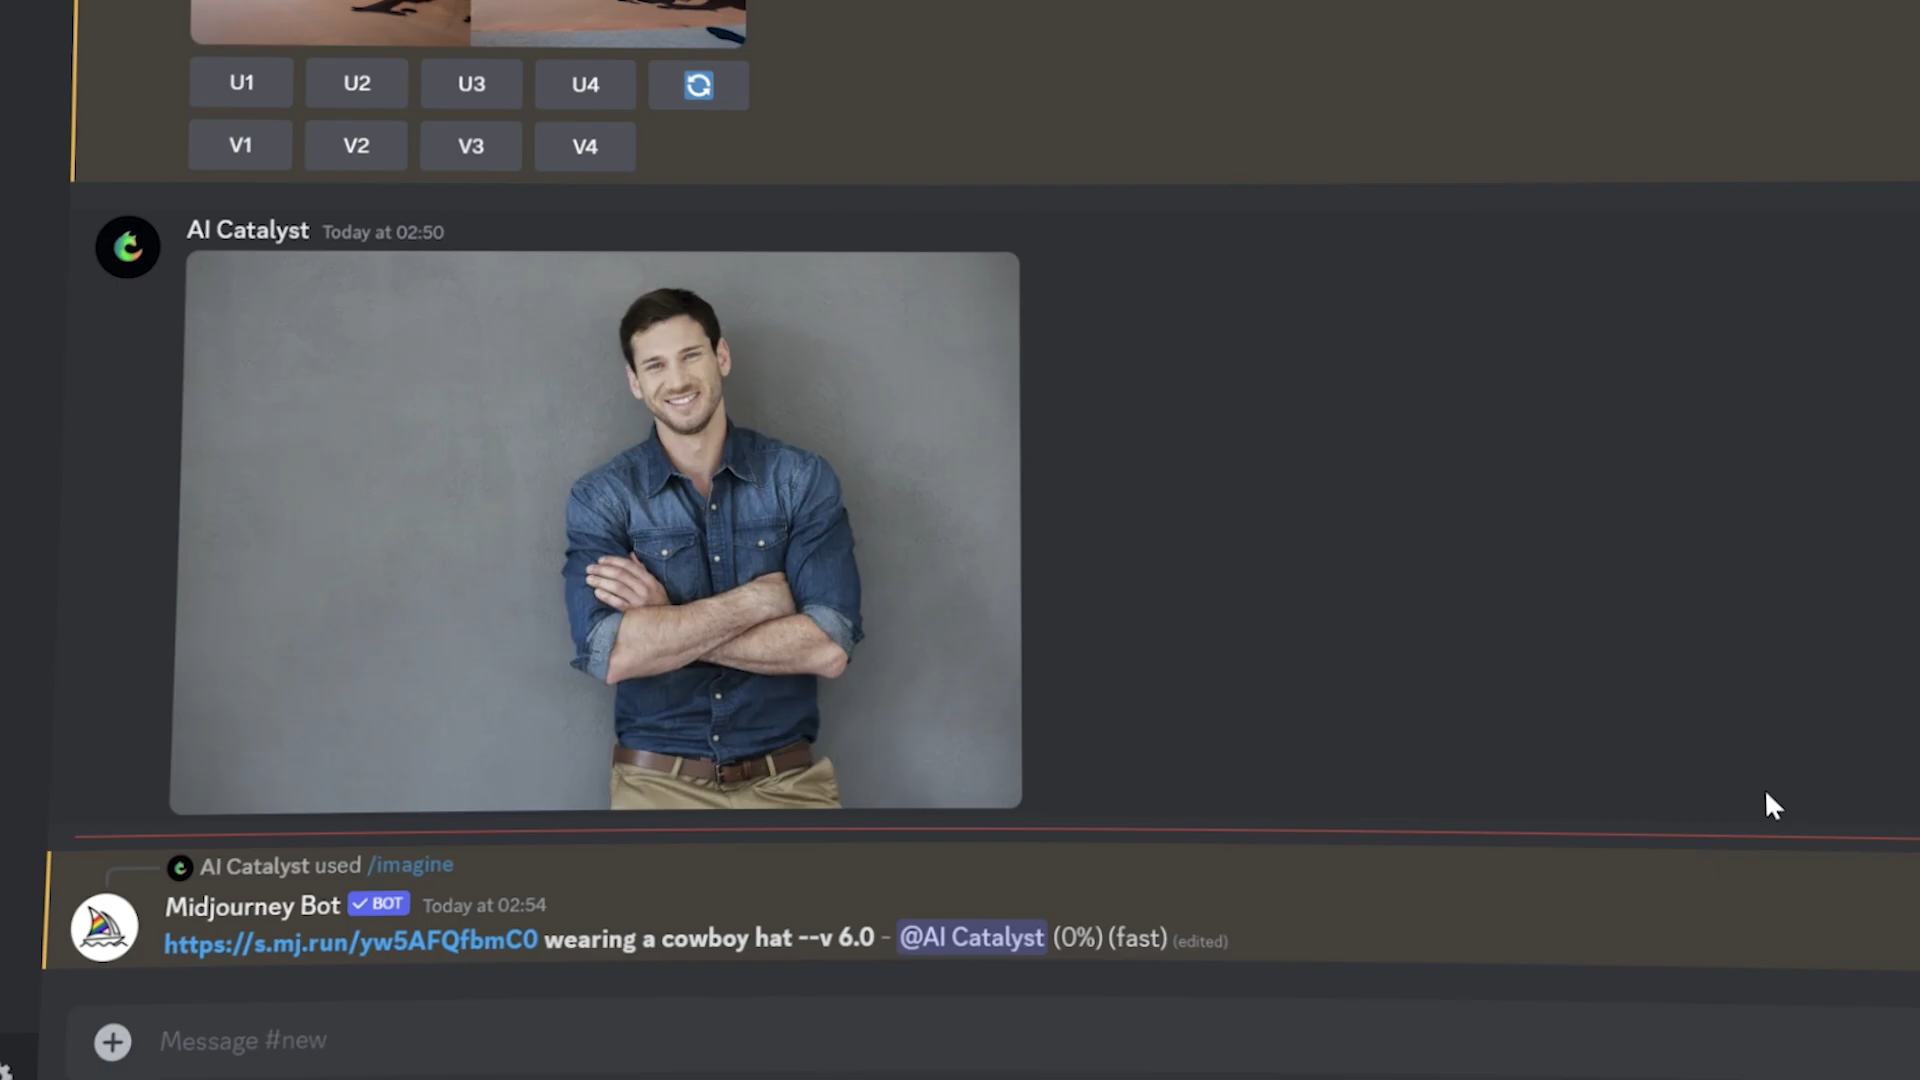 U1 U2 U3 U4
V1 V2 V3 V4
AI Catalyst Today at 02:50
AI Catalyst used /imagine
Midjourney Bot ✓ BOT Today at 02:54
https://s.mj.run/yw5AFQfbmC0 wearing a cowboy hat --v 6.0 - @AI Catalyst (0%) (fast) (edited)
Message #new